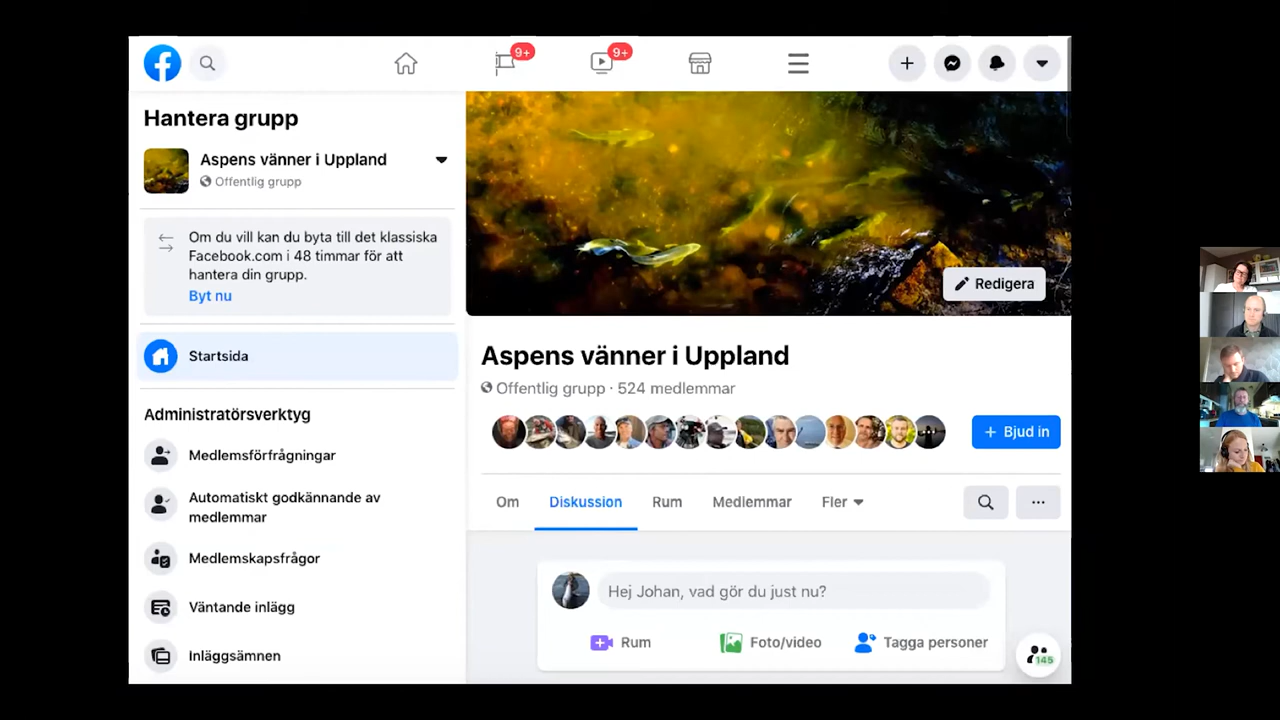 9+
9+
Hantera grupp
Aspens vänner i Uppland
Offentlig grupp
Om du vill kan du byta till det klassiska
Facebook.com i 48 timmar för att
hantera din grupp.
Byt nu
Startsida
Administratörsverktyg
Medlemsförfrågningar
Automatiskt godkännande av
medlemmar
Medlemskapsfrågor
Väntande inlägg
Inläggsämnen
Redigera
Aspens vänner i Uppland
Offentlig grupp · 524 medlemmar
+ Bjud in
Om Diskussion Rum Medlemmar Fler
Hej Johan, vad gör du just nu?
Rum Foto/video Tagga personer
145